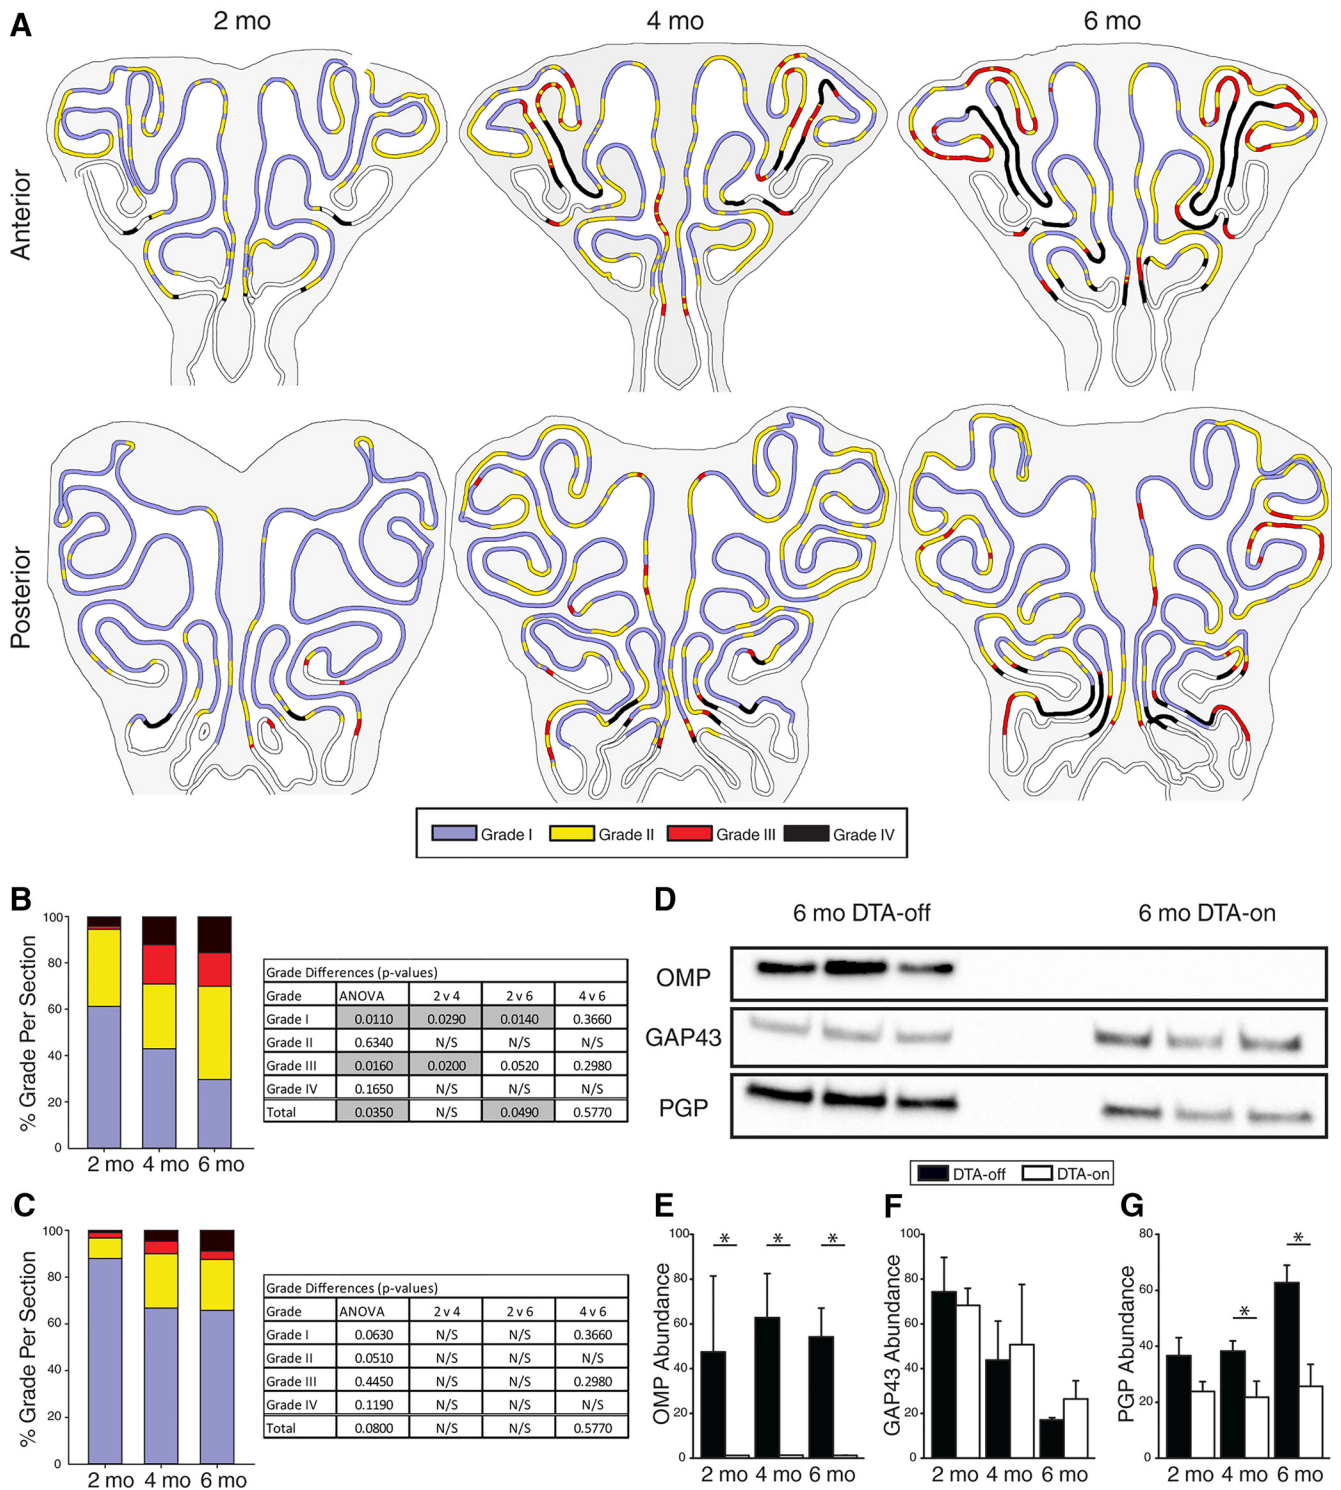 A
2 mo 4 mo 6 mo
Anterior
Posterior
Grade I Grade II Grade III Grade IV
B
% Grade Per Section
100
80
60
40
20
0
2 mo 4 mo 6 mo
Grade Differences (p-values)
Grade ANOVA 2 v 4 2 v 6 4 v 6
Grade I 0.0110 0.0290 0.0140 0.3660
Grade II 0.6340 N/S N/S N/S
Grade III 0.0160 0.0200 0.0520 0.2980
Grade IV 0.1650 N/S N/S N/S
Total 0.0350 N/S 0.0490 0.5770
C
% Grade Per Section
100
80
60
40
20
0
2 mo 4 mo 6 mo
Grade Differences (p-values)
Grade ANOVA 2 v 4 2 v 6 4 v 6
Grade I 0.0630 N/S N/S 0.3660
Grade II 0.0510 N/S N/S N/S
Grade III 0.4450 N/S N/S 0.2980
Grade IV 0.1190 N/S N/S N/S
Total 0.0800 N/S N/S 0.5770
D
6 mo DTA-off 6 mo DTA-on
OMP
GAP43
PGP
DTA-off DTA-on
E
OMP Abundance
100
80
60
40
20
0
* * *
2 mo 4 mo 6 mo
F
GAP43 Abundance
100
80
60
40
20
0
2 mo 4 mo 6 mo
G
PGP Abundance
80
60
40
20
0
* *
2 mo 4 mo 6 mo